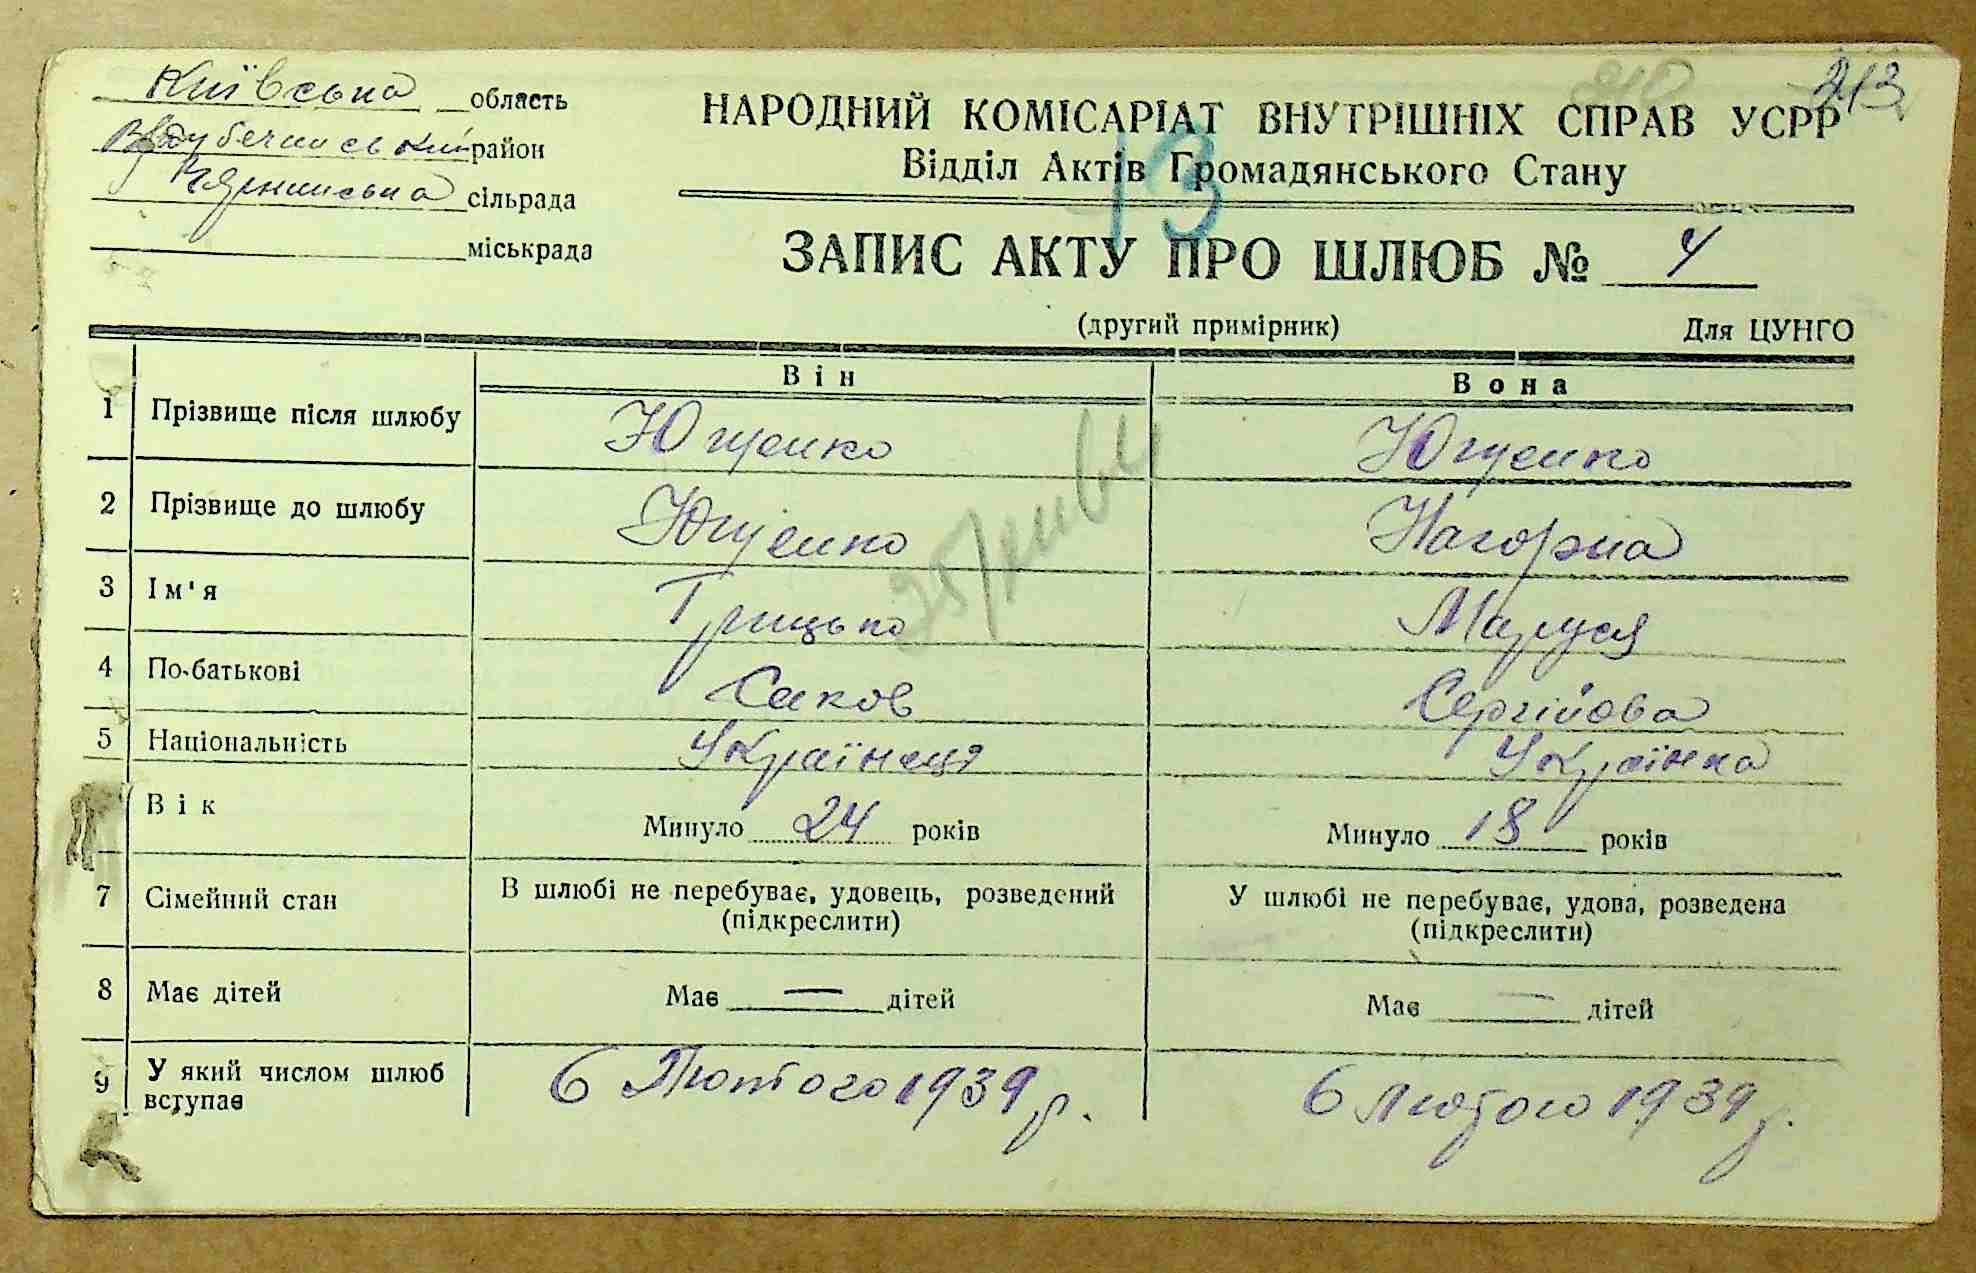 Київська область 213
район
сільрада
міськрада
НАРОДНИЙ КОМІСАРІАТ ВНУТРІШНІХ СПРАВ УСРР
Відділ Актів Громадянського Стану
13
ЗАПИС АКТУ ПРО ШЛЮБ № 4
(другий примірник) Для ЦУНГО
Він Вона
1 Прізвище після шлюбу Ющенко Ющенко
2 Прізвище до шлюбу Ющенко Нагорна
3 Ім'я Грицько Маруся
4 По-батькові Саков Сергійова
5 Національність Українець Українка
Вік Минуло 24 років Минуло 18 років
7 Сімейний стан В шлюбі не перебуває, удовець, розведений У шлюбі не перебуває, удова, розведена
(підкреслити) (підкреслити)
8 Має дітей Має — дітей Має — дітей
9 У який числом шлюб вступає 6 Лютого 1939 р. 6 Лютого 1939 р.